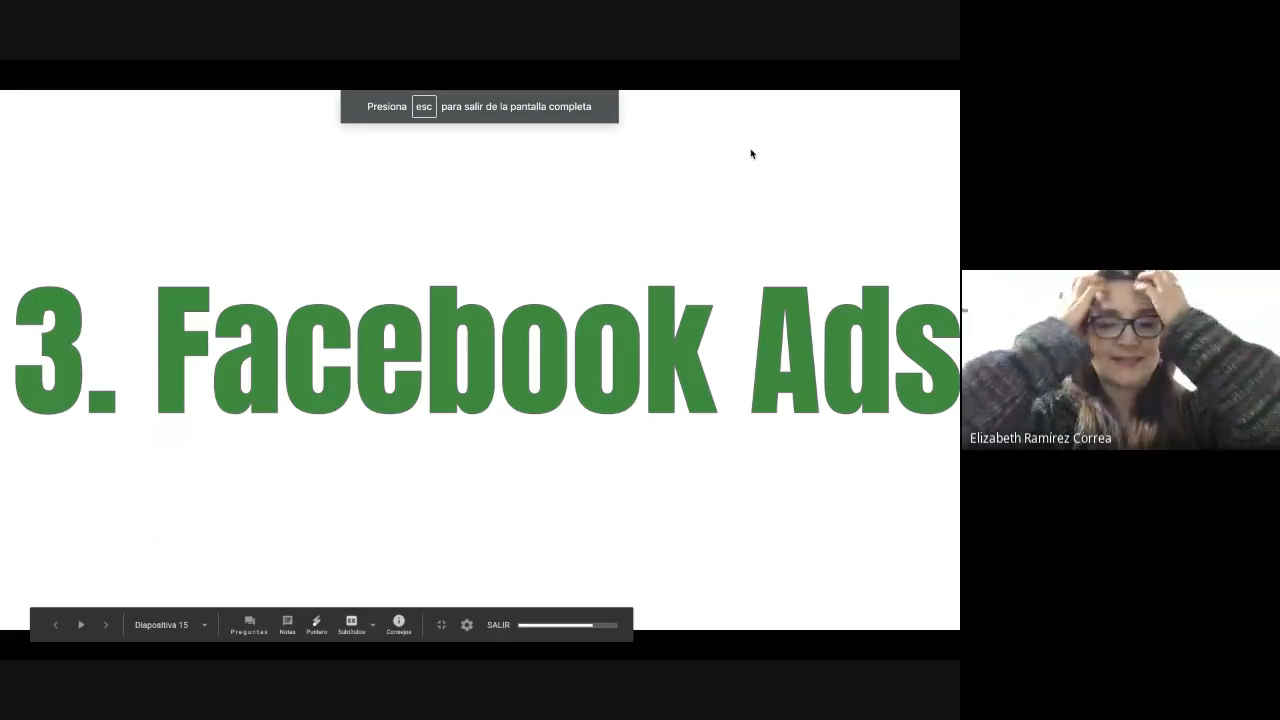 Presiona esc para salir de la pantalla completa
3. Facebook Ads
Elizabeth Ramírez Correa
Diapositiva 15
Preguntas
Notas
Puntero
Subtítulos
Consejos
SALIR